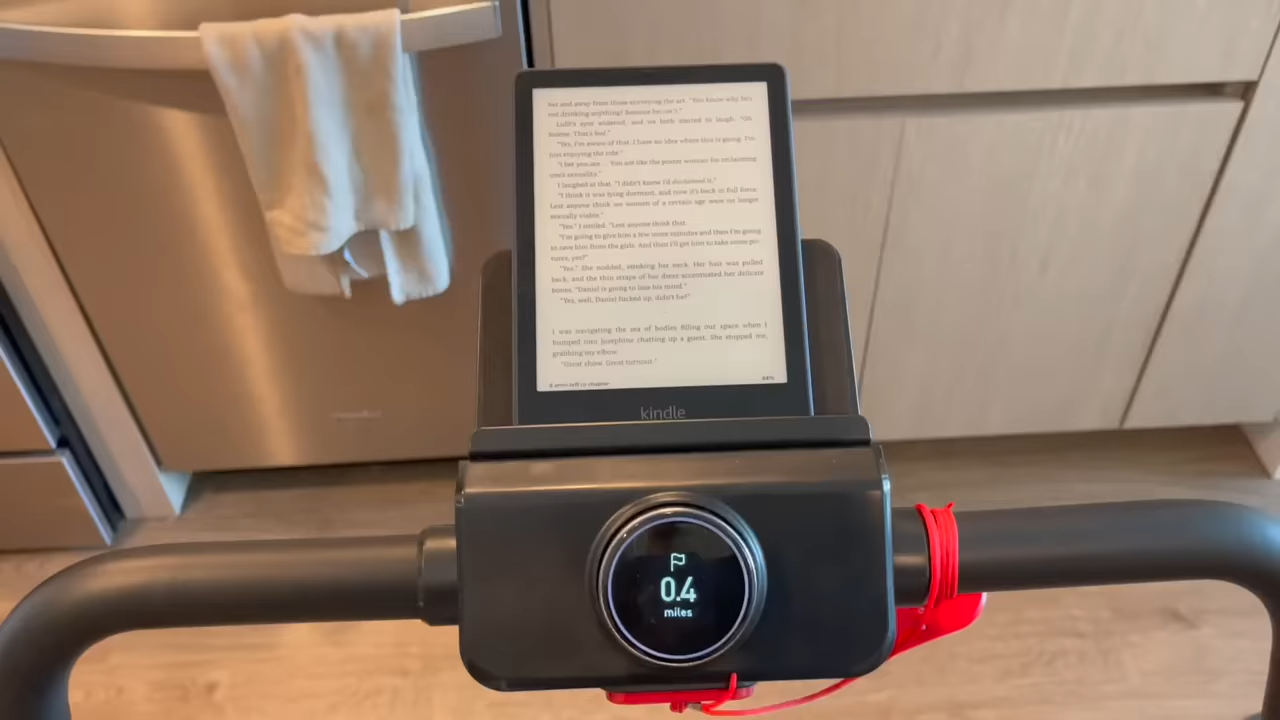 her and away from those surveying the art. "You know why he's
not drinking anything? Because he can't."
Lulit's eyes widened, and we both started to laugh. "Oh
honey. That's bad."
"Yes, I'm aware of that. I have no idea where this is going. I'm
just enjoying the ride."
"I bet you are . . . You are like the poster woman for reclaiming
one's sexuality."
I laughed at that. "I didn't know I'd disclaimed it."
"I think it was lying dormant, and now it's back in full force.
Lest anyone think we women of a certain age were no longer
sexually viable."
"Yes." I smiled. "Lest anyone think that."
"I'm going to give him a few more minutes and then I'm going
to save him from the girls. And then I'll get him to take some pic-
tures, yes?"
"Yes." She nodded, stroking her neck. Her hair was pulled
back, and the thin straps of her dress accentuated her delicate
bones. "Daniel is going to lose his mind."
"Yes, well, Daniel fucked up, didn't he?"
I was navigating the sea of bodies filling our space when I
bumped into Josephine chatting up a guest. She stopped me,
grabbing my elbow.
"Great show. Great turnout."
mins left in chapter
kindle
0.4
miles